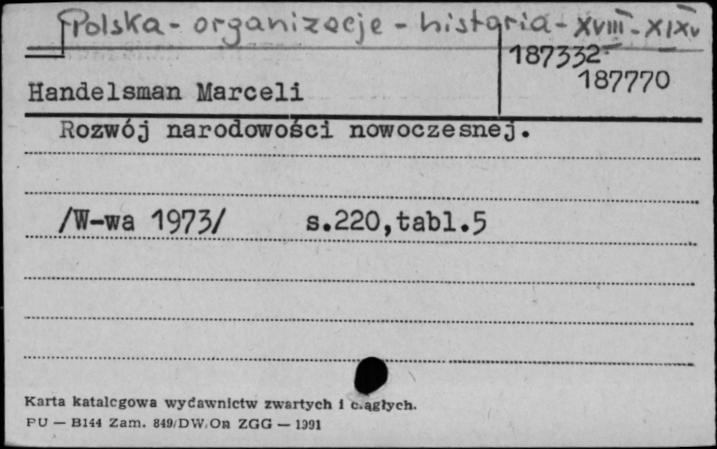 Polska - organizacje - historia - XVIII - XIXw
187332
187770
Handelsman Marceli
Rozwój narodowości nowoczesnej.
/W-wa 1973/ s.220,tabl.5
Karta katalogowa wydawnictw zwartych i ciągłych.
PU — B144 Zam. 849/DW/On ZGG — 1991